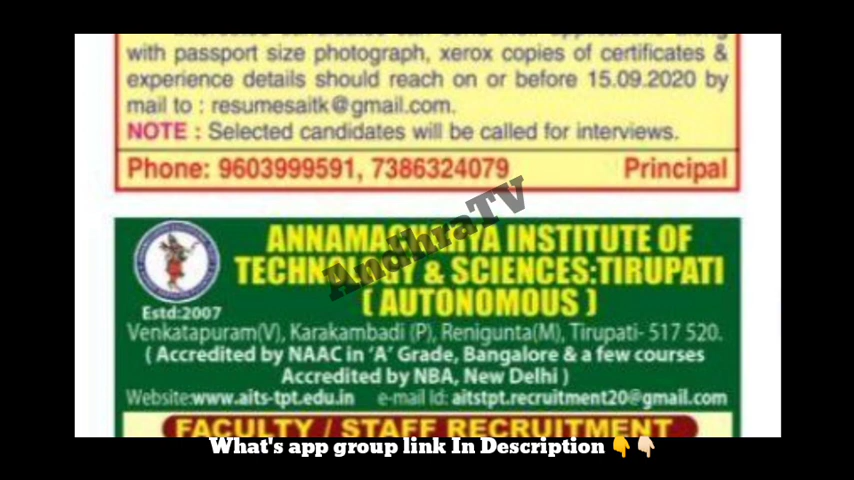 with passport size photograph, xerox copies of certificates &
experience details should reach on or before 15.09.2020 by
mail to : resumesaitk@gmail.com.
NOTE : Selected candidates will be called for interviews.
Phone: 9603999591, 7386324079 Principal
AndhraTV
ANNAMACHARYA INSTITUTE OF
TECHNOLOGY & SCIENCES:TIRUPATI
( AUTONOMOUS )
Estd:2007
Venkatapuram(V), Karakambadi (P), Renigunta(M), Tirupati- 517 520.
( Accredited by NAAC in ‘A’ Grade, Bangalore & a few courses
Accredited by NBA, New Delhi )
Website:www.aits-tpt.edu.in e-mail Id: aitstpt.recruitment20@gmail.com
FACULTY / STAFF RECRUITMENT
What's app group link In Description 👇👇🏻